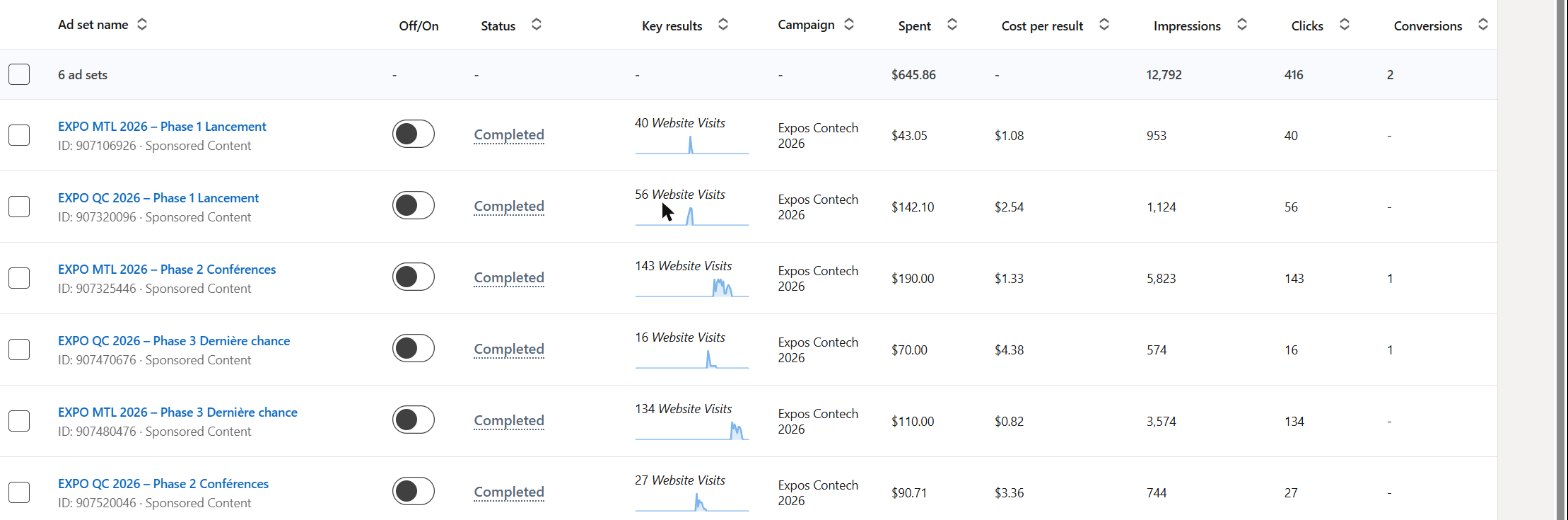 Ad set name Off/On Status Key results Campaign Spent Cost per result Impressions Clicks Conversions
6 ad sets - - - - $645.86 - 12,792 416 2
EXPO MTL 2026 – Phase 1 Lancement
ID: 907106926 · Sponsored Content
Completed
40 Website Visits
Expos Contech
2026
$43.05 $1.08 953 40 -
EXPO QC 2026 – Phase 1 Lancement
ID: 907320096 · Sponsored Content
Completed
56 Website Visits
Expos Contech
2026
$142.10 $2.54 1,124 56 -
EXPO MTL 2026 – Phase 2 Conférences
ID: 907325446 · Sponsored Content
Completed
143 Website Visits
Expos Contech
2026
$190.00 $1.33 5,823 143 1
EXPO QC 2026 – Phase 3 Dernière chance
ID: 907470676 · Sponsored Content
Completed
16 Website Visits
Expos Contech
2026
$70.00 $4.38 574 16 1
EXPO MTL 2026 – Phase 3 Dernière chance
ID: 907480476 · Sponsored Content
Completed
134 Website Visits
Expos Contech
2026
$110.00 $0.82 3,574 134 -
EXPO QC 2026 – Phase 2 Conférences
ID: 907520046 · Sponsored Content
Completed
27 Website Visits
Expos Contech
2026
$90.71 $3.36 744 27 -